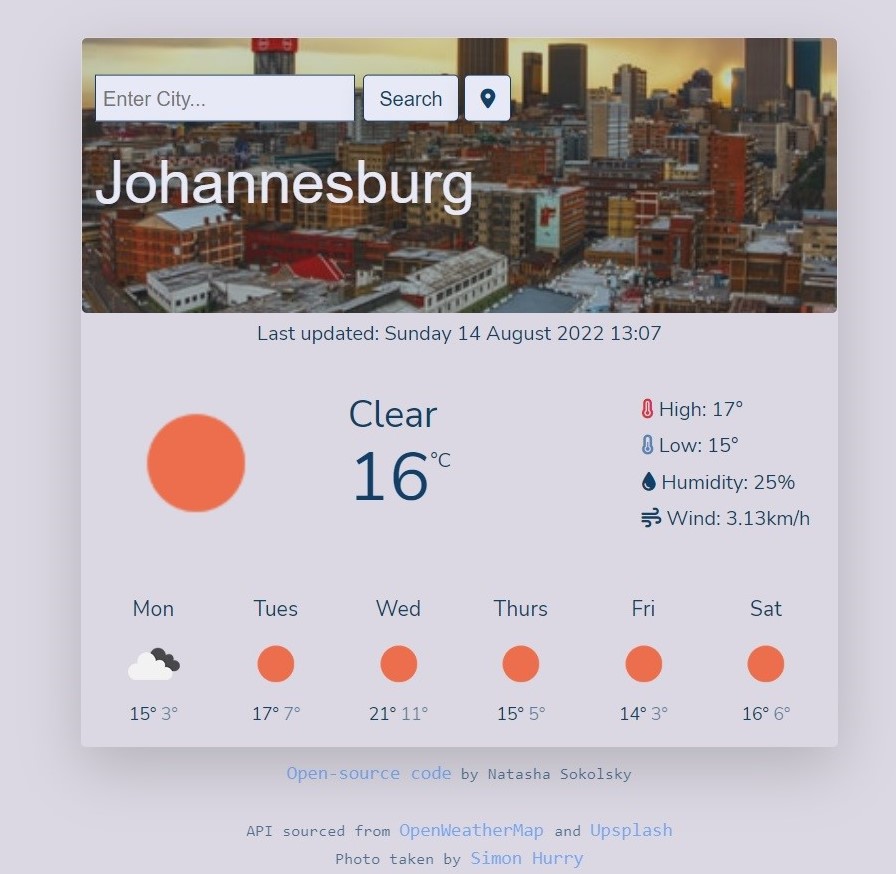 Enter City... Search
Johannesburg
Last updated: Sunday 14 August 2022 13:07
Clear
16°C
High: 17°
Low: 15°
Humidity: 25%
Wind: 3.13km/h
Mon Tues Wed Thurs Fri Sat
15° 3° 17° 7° 21° 11° 15° 5° 14° 3° 16° 6°
Open-source code by Natasha Sokolsky
API sourced from OpenWeatherMap and Upsplash
Photo taken by Simon Hurry